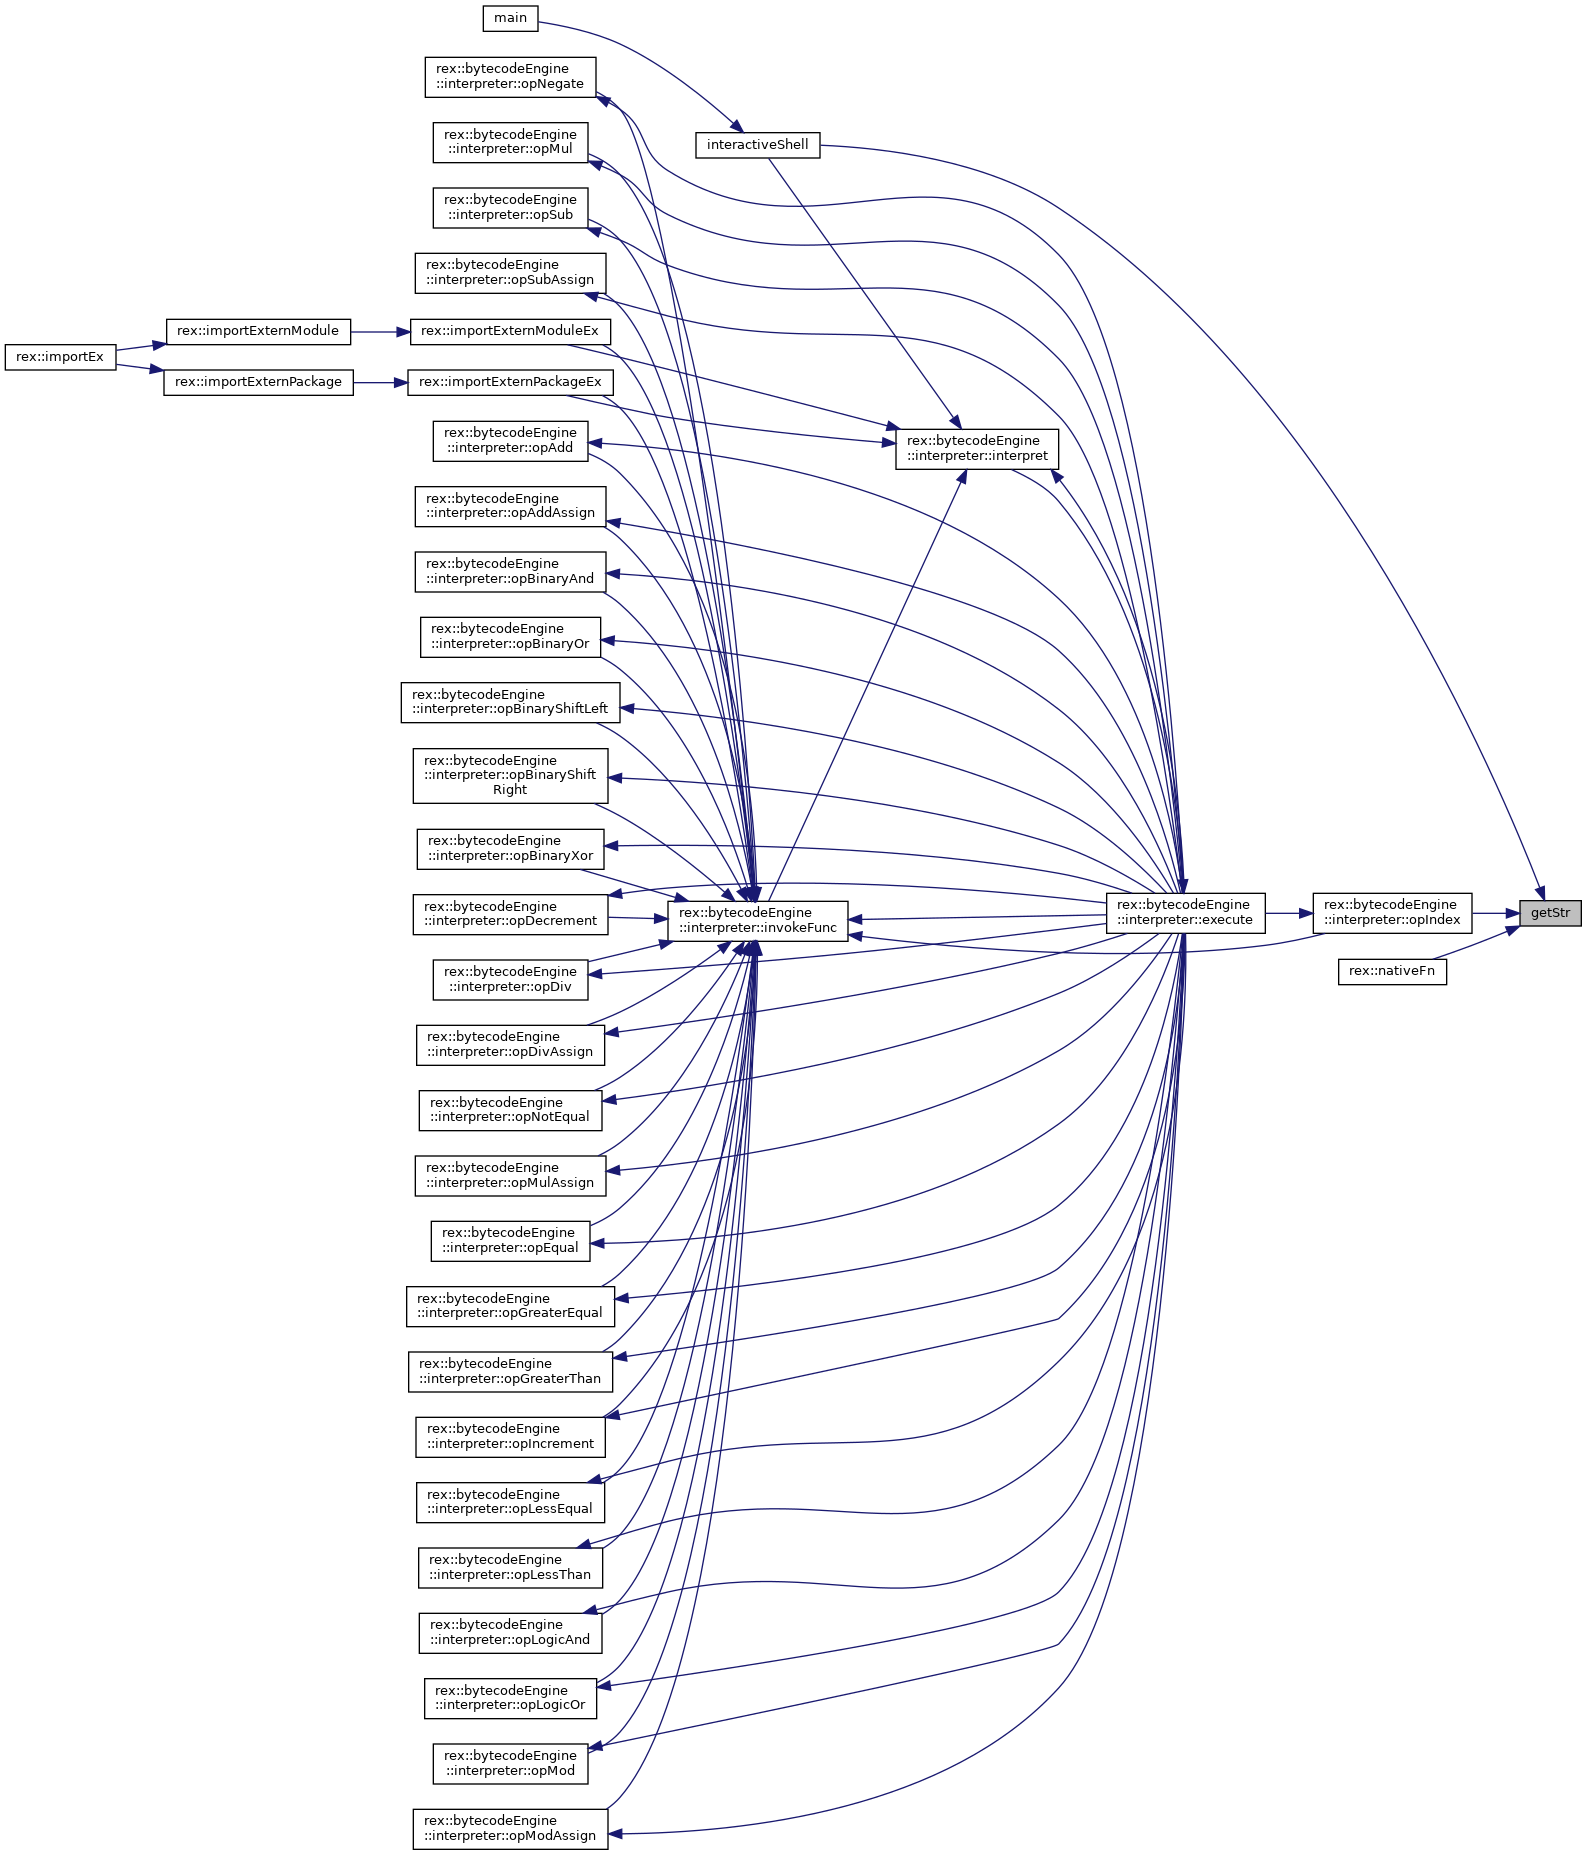 main
rex::bytecodeEngine
::interpreter::opNegate
rex::bytecodeEngine
::interpreter::opMul
interactiveShell
rex::bytecodeEngine
::interpreter::opSub
rex::bytecodeEngine
::interpreter::opSubAssign
rex::importExternModule
rex::importExternModuleEx
rex::importEx
rex::importExternPackage
rex::importExternPackageEx
rex::bytecodeEngine
::interpreter::opAdd
rex::bytecodeEngine
::interpreter::interpret
rex::bytecodeEngine
::interpreter::opAddAssign
rex::bytecodeEngine
::interpreter::opBinaryAnd
rex::bytecodeEngine
::interpreter::opBinaryOr
rex::bytecodeEngine
::interpreter::opBinaryShiftLeft
rex::bytecodeEngine
::interpreter::opBinaryShift
Right
rex::bytecodeEngine
::interpreter::opBinaryXor
rex::bytecodeEngine
::interpreter::opDecrement
rex::bytecodeEngine
::interpreter::invokeFunc
rex::bytecodeEngine
::interpreter::execute
rex::bytecodeEngine
::interpreter::opIndex
getStr
rex::nativeFn
rex::bytecodeEngine
::interpreter::opDiv
rex::bytecodeEngine
::interpreter::opDivAssign
rex::bytecodeEngine
::interpreter::opNotEqual
rex::bytecodeEngine
::interpreter::opMulAssign
rex::bytecodeEngine
::interpreter::opEqual
rex::bytecodeEngine
::interpreter::opGreaterEqual
rex::bytecodeEngine
::interpreter::opGreaterThan
rex::bytecodeEngine
::interpreter::opIncrement
rex::bytecodeEngine
::interpreter::opLessEqual
rex::bytecodeEngine
::interpreter::opLessThan
rex::bytecodeEngine
::interpreter::opLogicAnd
rex::bytecodeEngine
::interpreter::opLogicOr
rex::bytecodeEngine
::interpreter::opMod
rex::bytecodeEngine
::interpreter::opModAssign